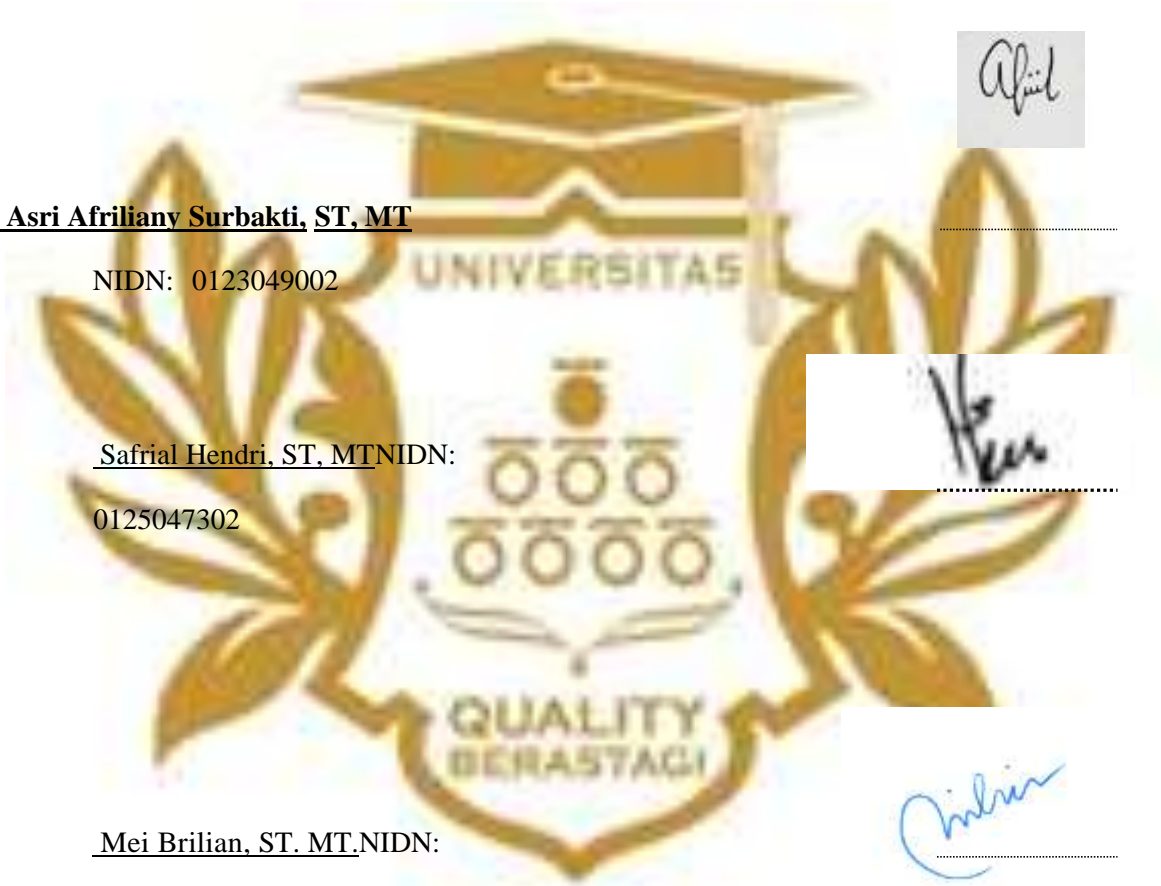 Asri Afriliany Surbakti, ST, MT
NIDN: 0123049002
UNIVERSITAS
Safrial Hendri, ST, MTNIDN:
0125047302
QUALITY
BERASTAGI
Mei Brilian, ST. MT.NIDN: